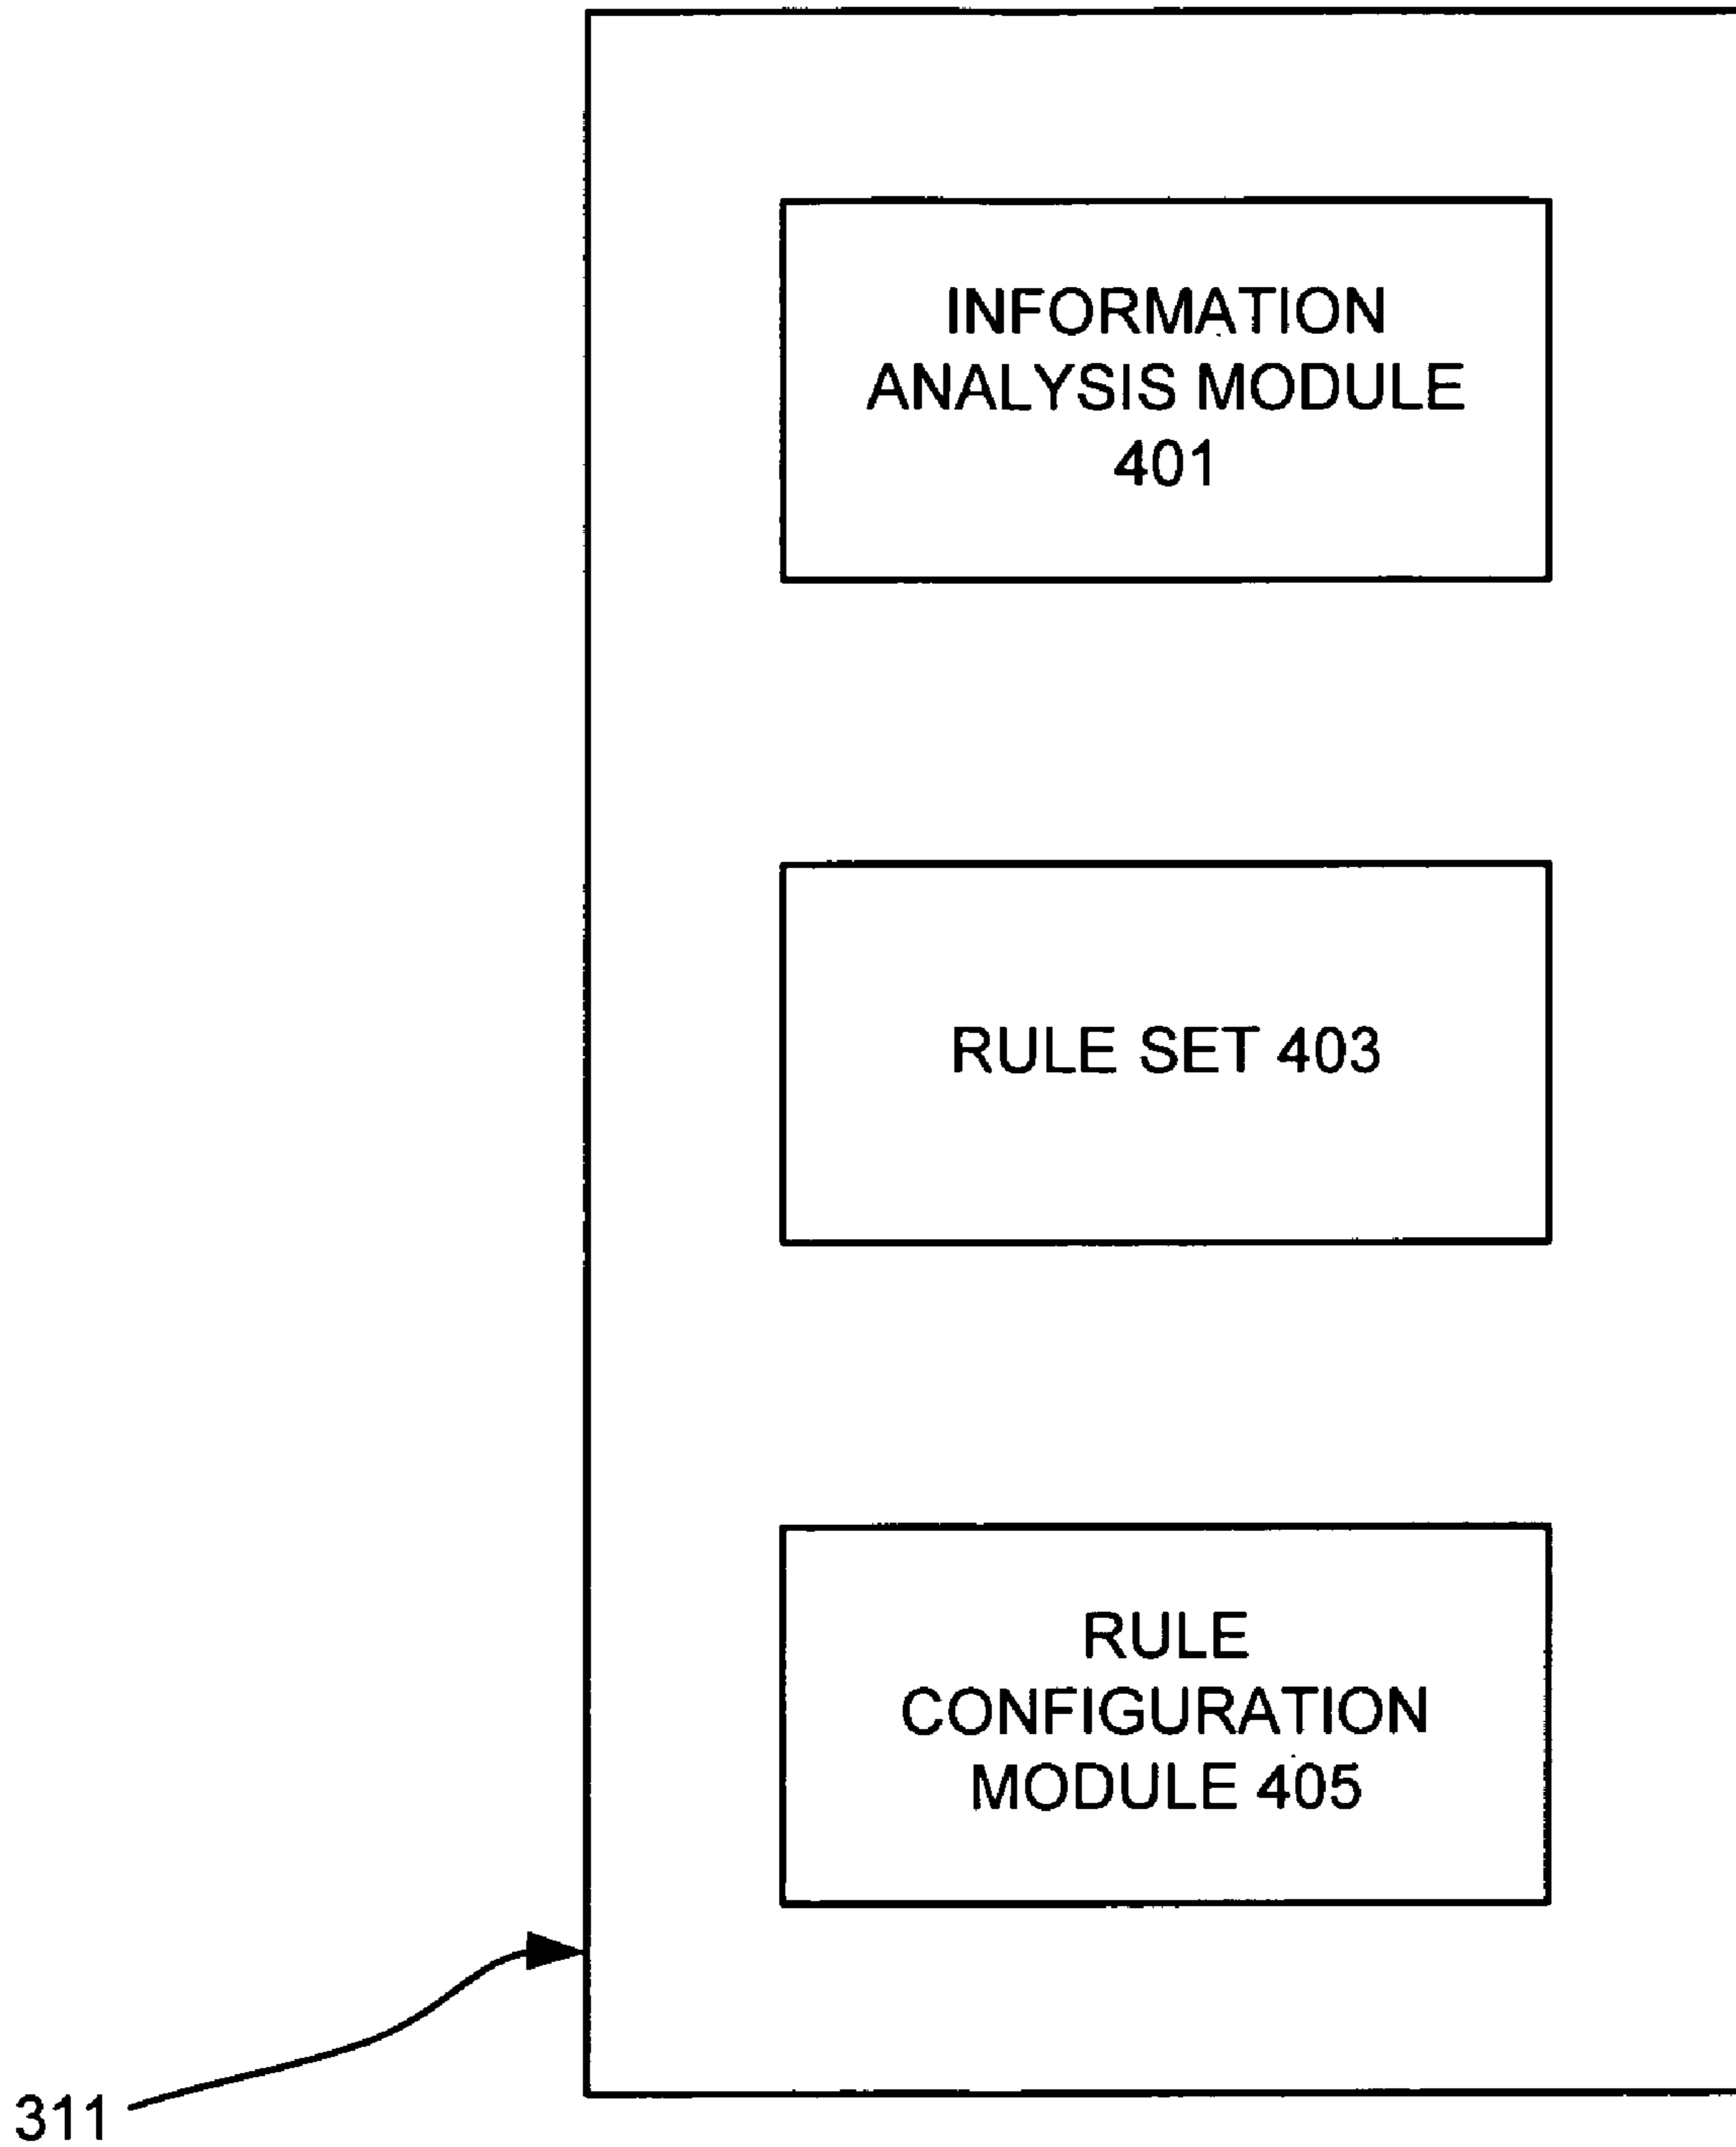 INFORMATION
ANALYSIS MODULE
401
RULE SET 403
RULE
CONFIGURATION
MODULE 405
311